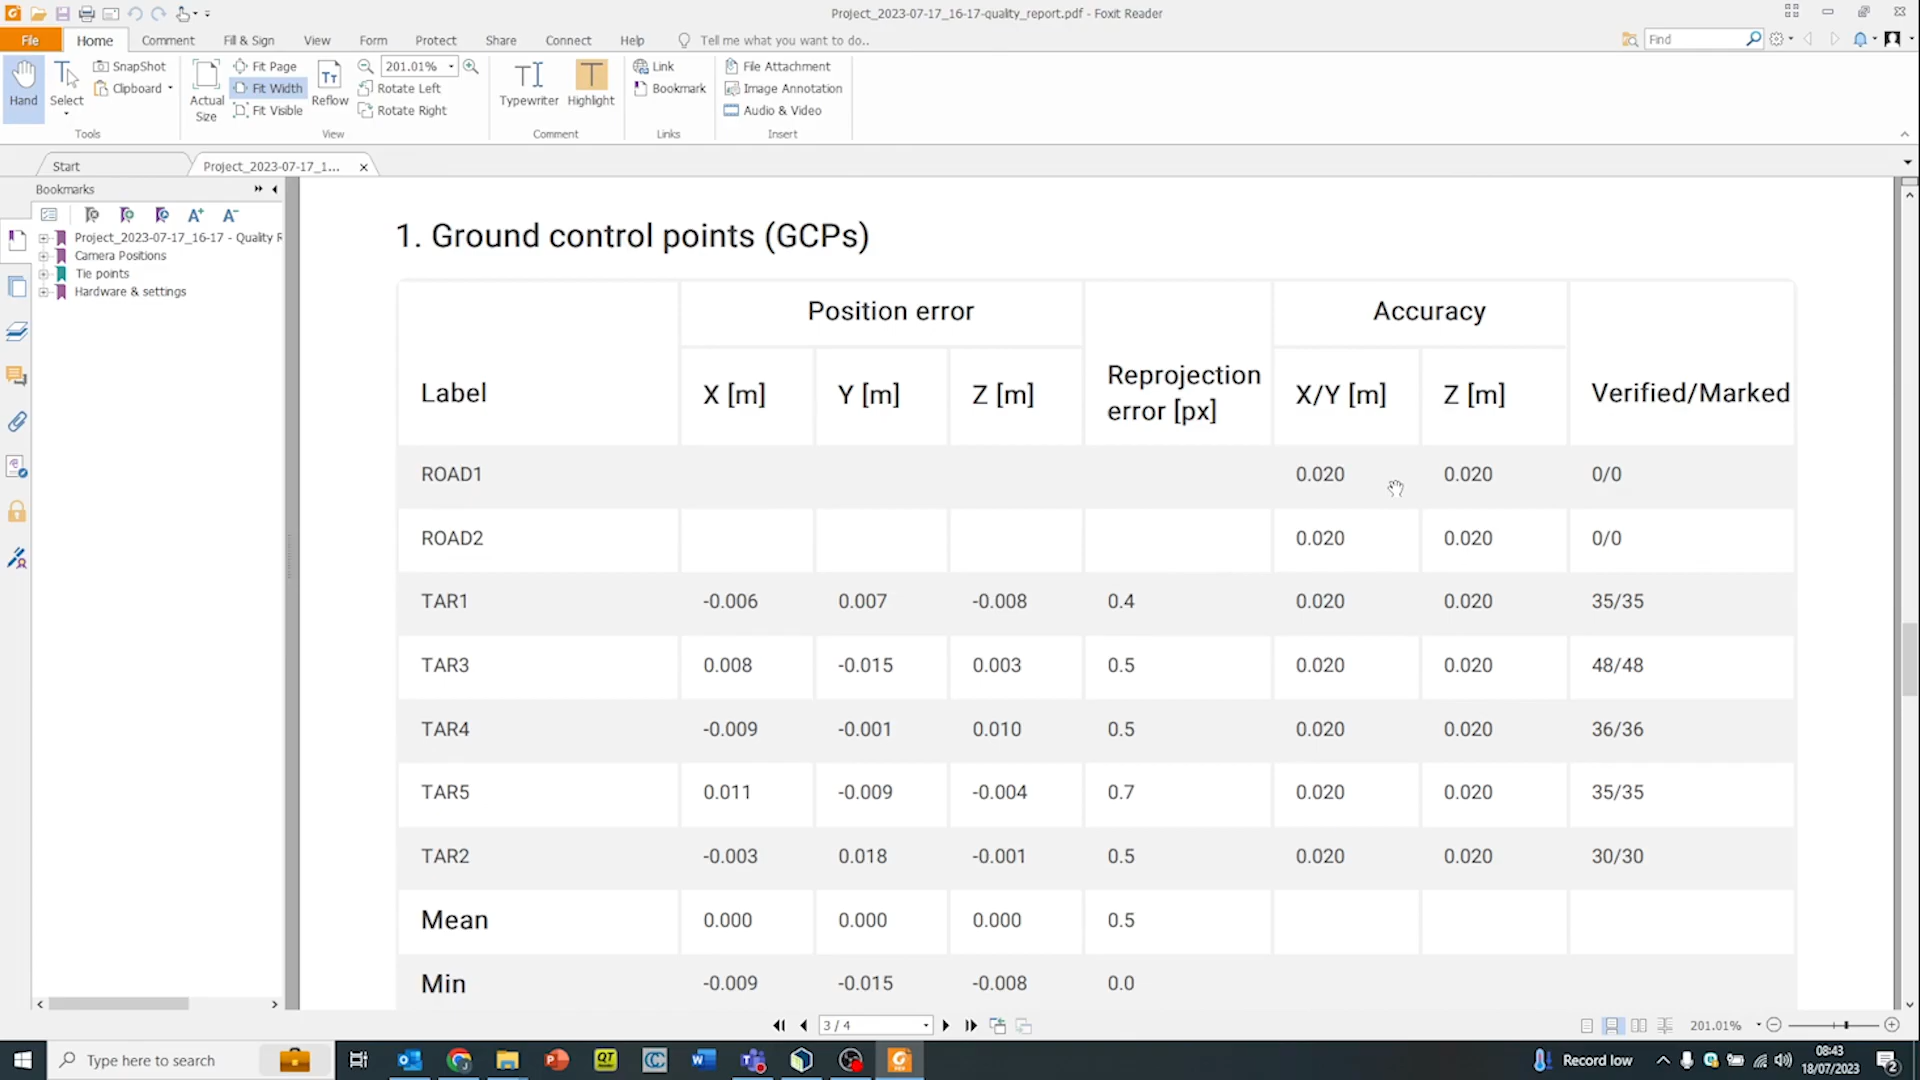 Project_2023-07-17_16-17-quality_report.pdf - Foxit Reader
File Home Comment Fill & Sign View Form Protect Share Connect Help Tell me what you want to do.. Find
Hand
Select
SnapShot
Clipboard
Tools
Actual Size
Fit Page
Fit Width
Fit Visible
Reflow
201.01%
Rotate Left
Rotate Right
View
Typewriter
Highlight
Comment
Link
Bookmark
Links
File Attachment
Image Annotation
Audio & Video
Insert
Start Project_2023-07-17_1...
Bookmarks
Project_2023-07-17_16-17 - Quality R
Camera Positions
Tie points
Hardware & settings
1. Ground control points (GCPs)
Position error Accuracy
Label X [m] Y [m] Z [m] Reprojection error [px] X/Y [m] Z [m] Verified/Marked
ROAD1 0.020 0.020 0/0
ROAD2 0.020 0.020 0/0
TAR1 -0.006 0.007 -0.008 0.4 0.020 0.020 35/35
TAR3 0.008 -0.015 0.003 0.5 0.020 0.020 48/48
TAR4 -0.009 -0.001 0.010 0.5 0.020 0.020 36/36
TAR5 0.011 -0.009 -0.004 0.7 0.020 0.020 35/35
TAR2 -0.003 0.018 -0.001 0.5 0.020 0.020 30/30
Mean 0.000 0.000 0.000 0.5
Min -0.009 -0.015 -0.008 0.0
3 / 4 201.01%
Type here to search
Record low
08:43
18/07/2023